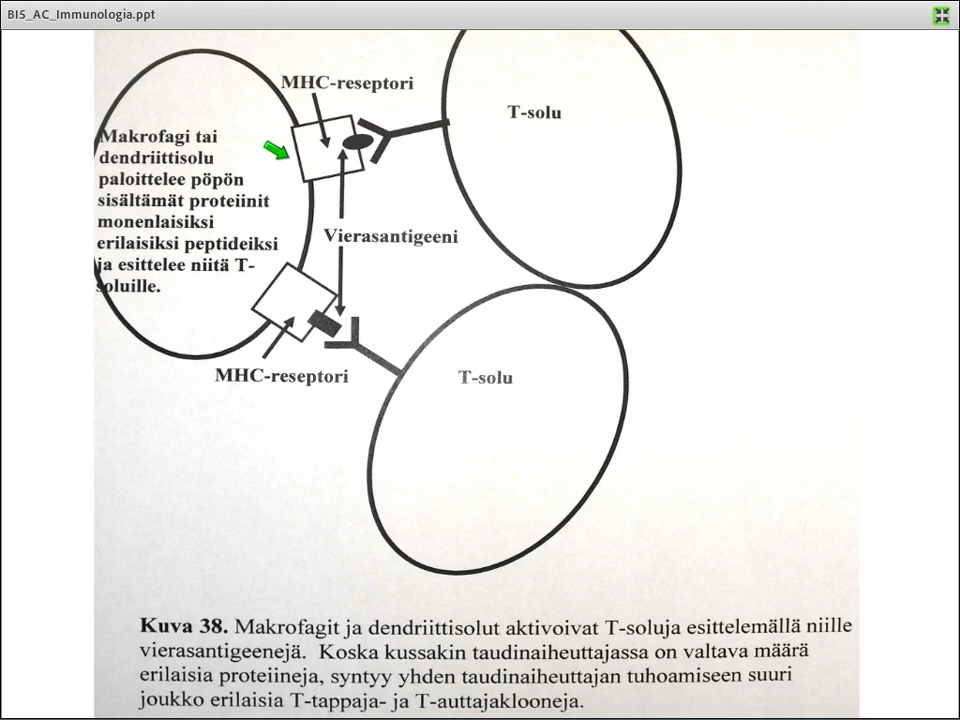 BI5_AC_Immunologia.ppt
MHC-reseptori
T-solu
Makrofagi tai
dendriittisolu
paloittelee pöpön
sisältämät proteiinit
monenlaisiksi
erilaisiksi peptideiksi
ja esittelee niitä T-
soluille.
Vierasantigeeni
MHC-reseptori
T-solu
Kuva 38. Makrofagit ja dendriittisolut aktivoivat T-soluja esittelemällä niille
vierasantigeenejä. Koska kussakin taudinaiheuttajassa on valtava määrä
erilaisia proteiineja, syntyy yhden taudinaiheuttajan tuhoamiseen suuri
joukko erilaisia T-tappaja- ja T-auttajaklooneja.